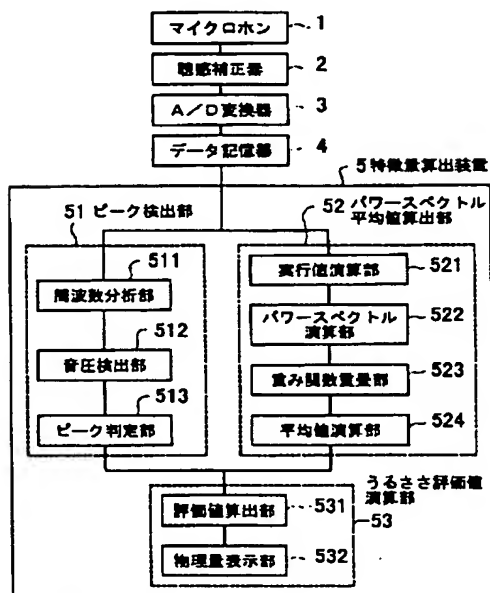 マイクロホン
1
聴感補正器
2
A/D変換器
3
データ記憶器
4
5 特徴量算出装置
51 ピーク検出部
52 パワースペクトル
平均値算出部
511
周波数分析部
512
音圧検出部
513
ピーク判定部
実行値演算部
521
パワースペクトル
演算部
522
重み関数重畳部
523
平均値演算部
524
うるささ評価値
演算部
評価値算出部
531
53
物理量表示部
532